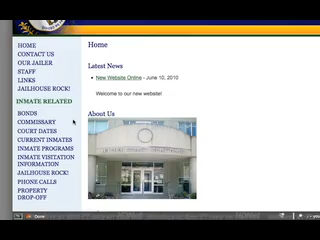 HOME
CONTACT US
OUR JAILER
STAFF
LINKS
JAILHOUSE ROCK!
INMATE RELATED
BONDS
COMMISSARY
COURT DATES
CURRENT INMATES
INMATE PROGRAMS
INMATE VISITATION
INFORMATION
JAILHOUSE ROCK!
PHONE CALLS
PROPERTY
DROP-OFF
Home
Latest News
New Website Online - June 10, 2010
Welcome to our new website!
About Us
Done